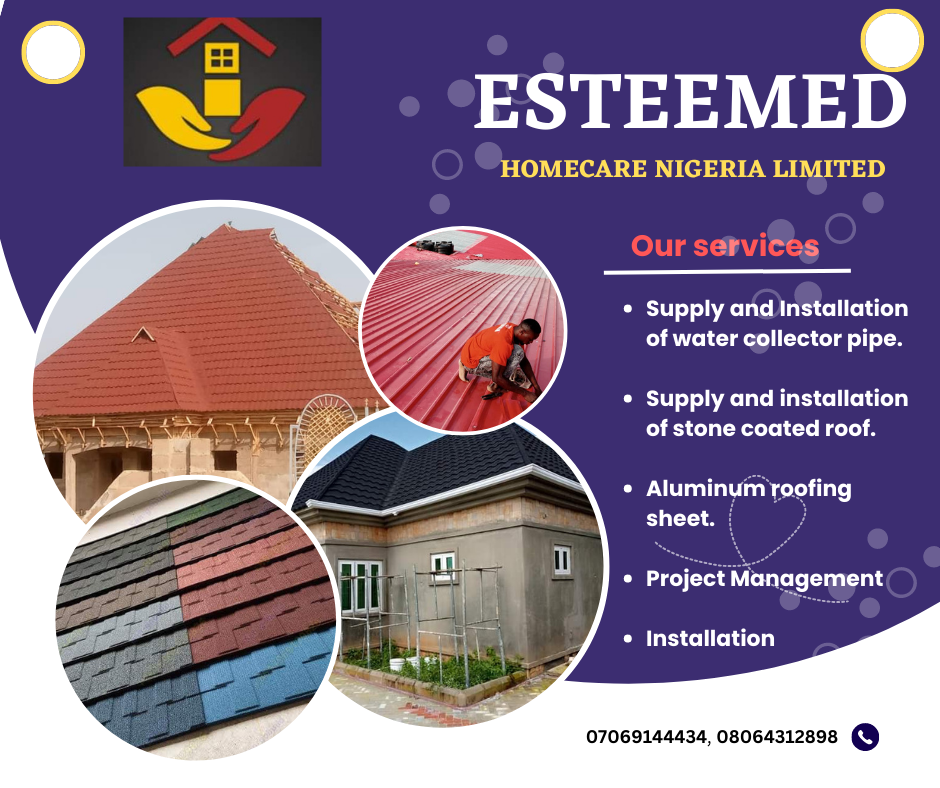 ESTEEMED
HOMECARE NIGERIA LIMITED
Our services
Supply and Installation
of water collector pipe.
Supply and installation
of stone coated roof.
Aluminum roofing
sheet.
Project Management
Installation
07069144434, 08064312898